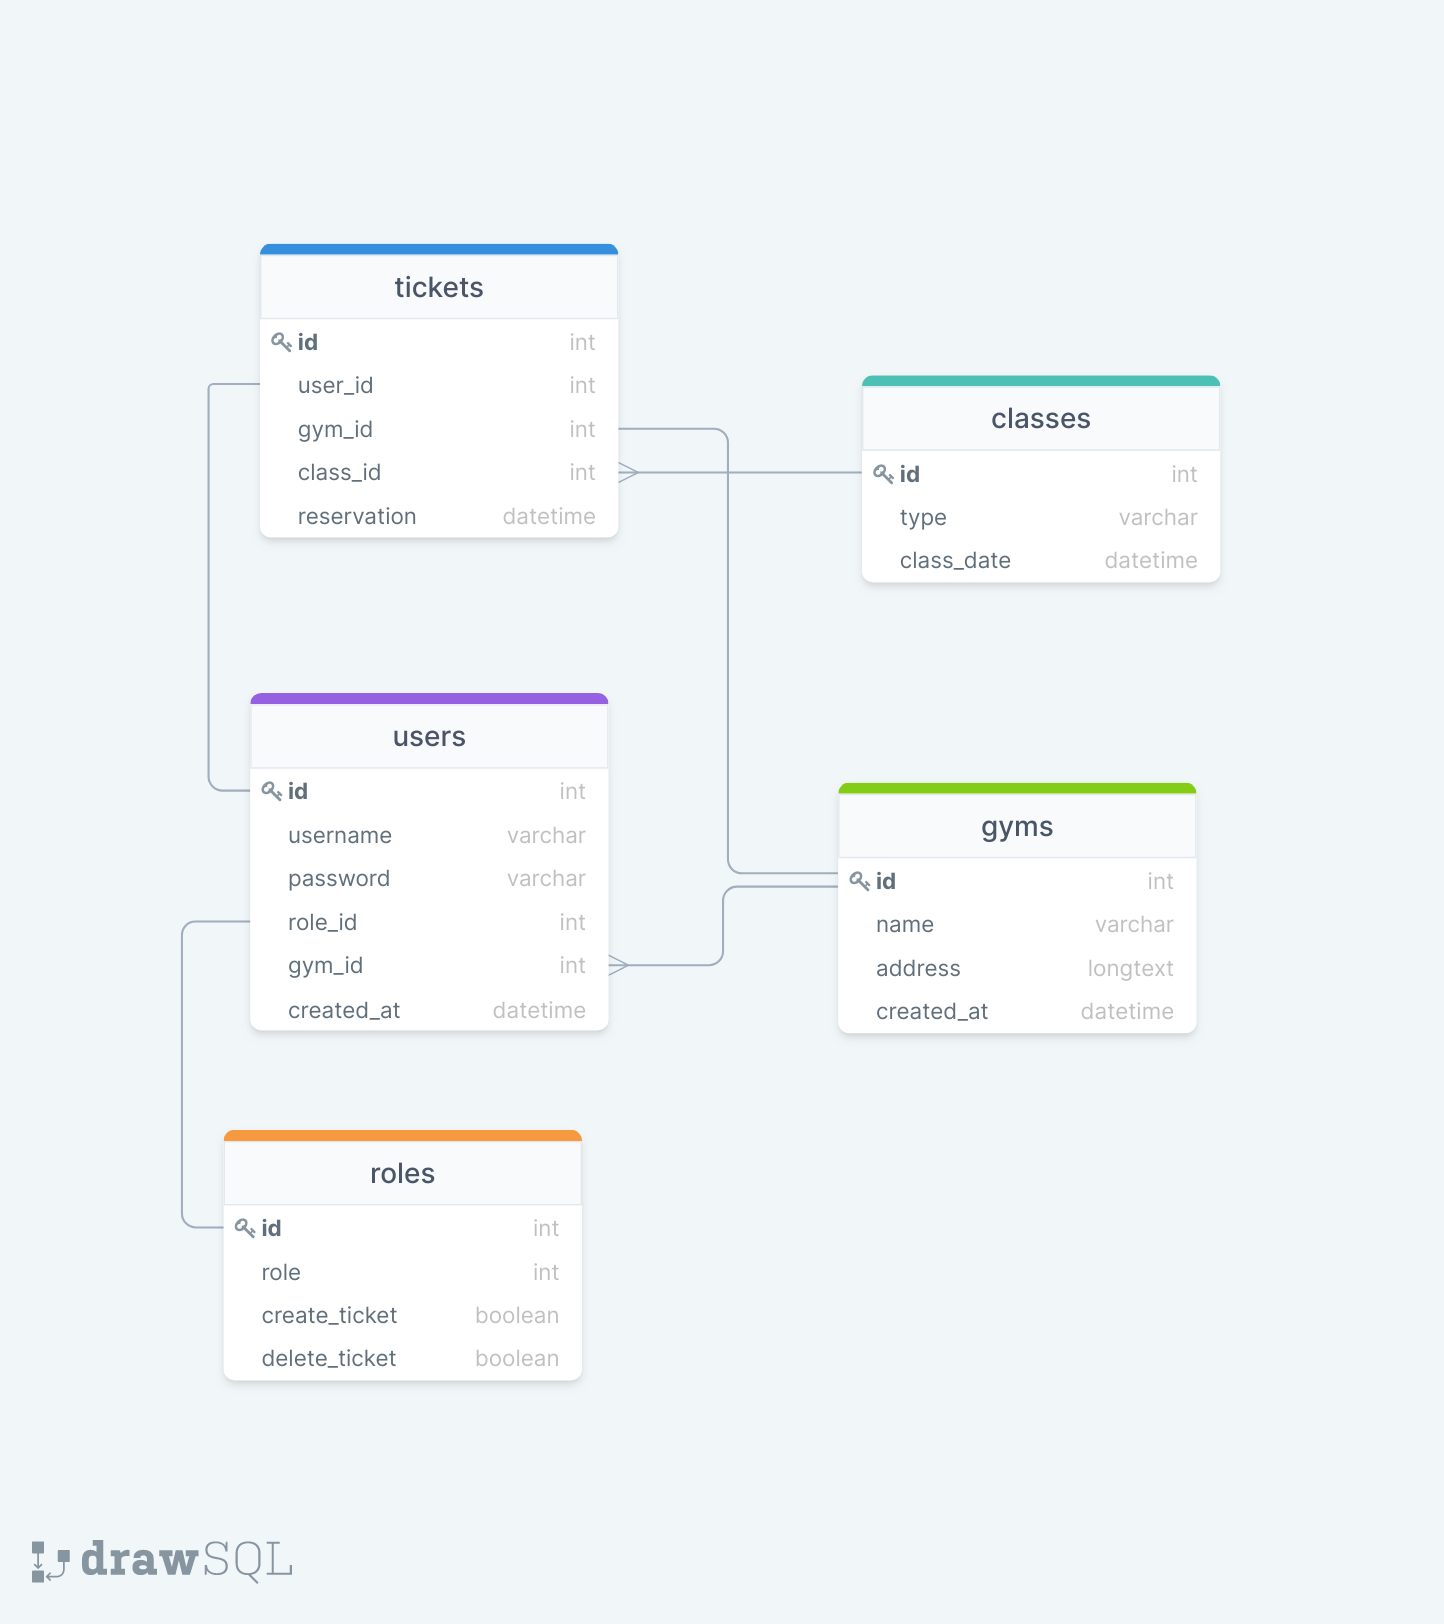 tickets
id int
user_id int
gym_id int
class_id int
reservation datetime
classes
id int
type varchar
class_date datetime
users
id int
username varchar
password varchar
role_id int
gym_id int
created_at datetime
gyms
id int
name varchar
address longtext
created_at datetime
roles
id int
role int
create_ticket boolean
delete_ticket boolean
drawSQL